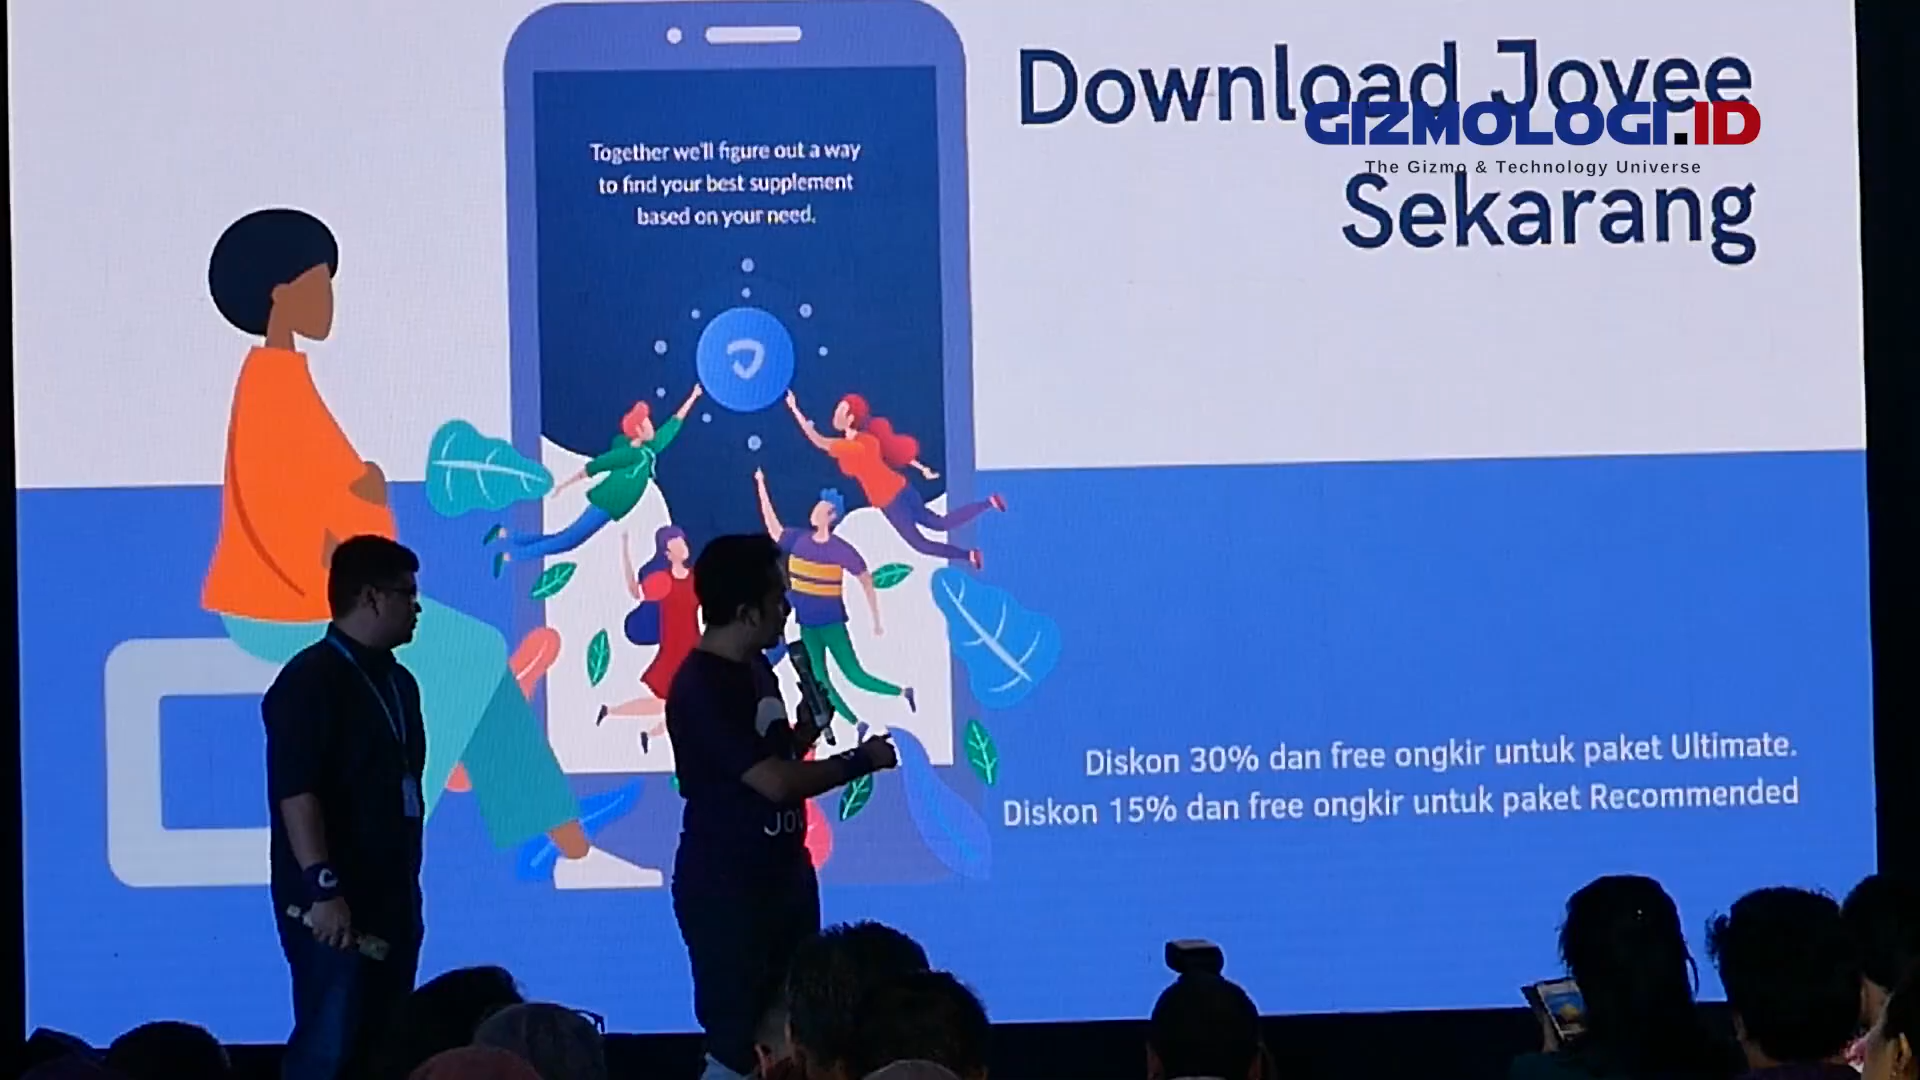 Download Jovee
GIZMOLOGI.ID
The Gizmo & Technology Universe
Sekarang
Together we'll figure out a way
to find your best supplement
based on your need.
Diskon 30% dan free ongkir untuk paket Ultimate.
Diskon 15% dan free ongkir untuk paket Recommended